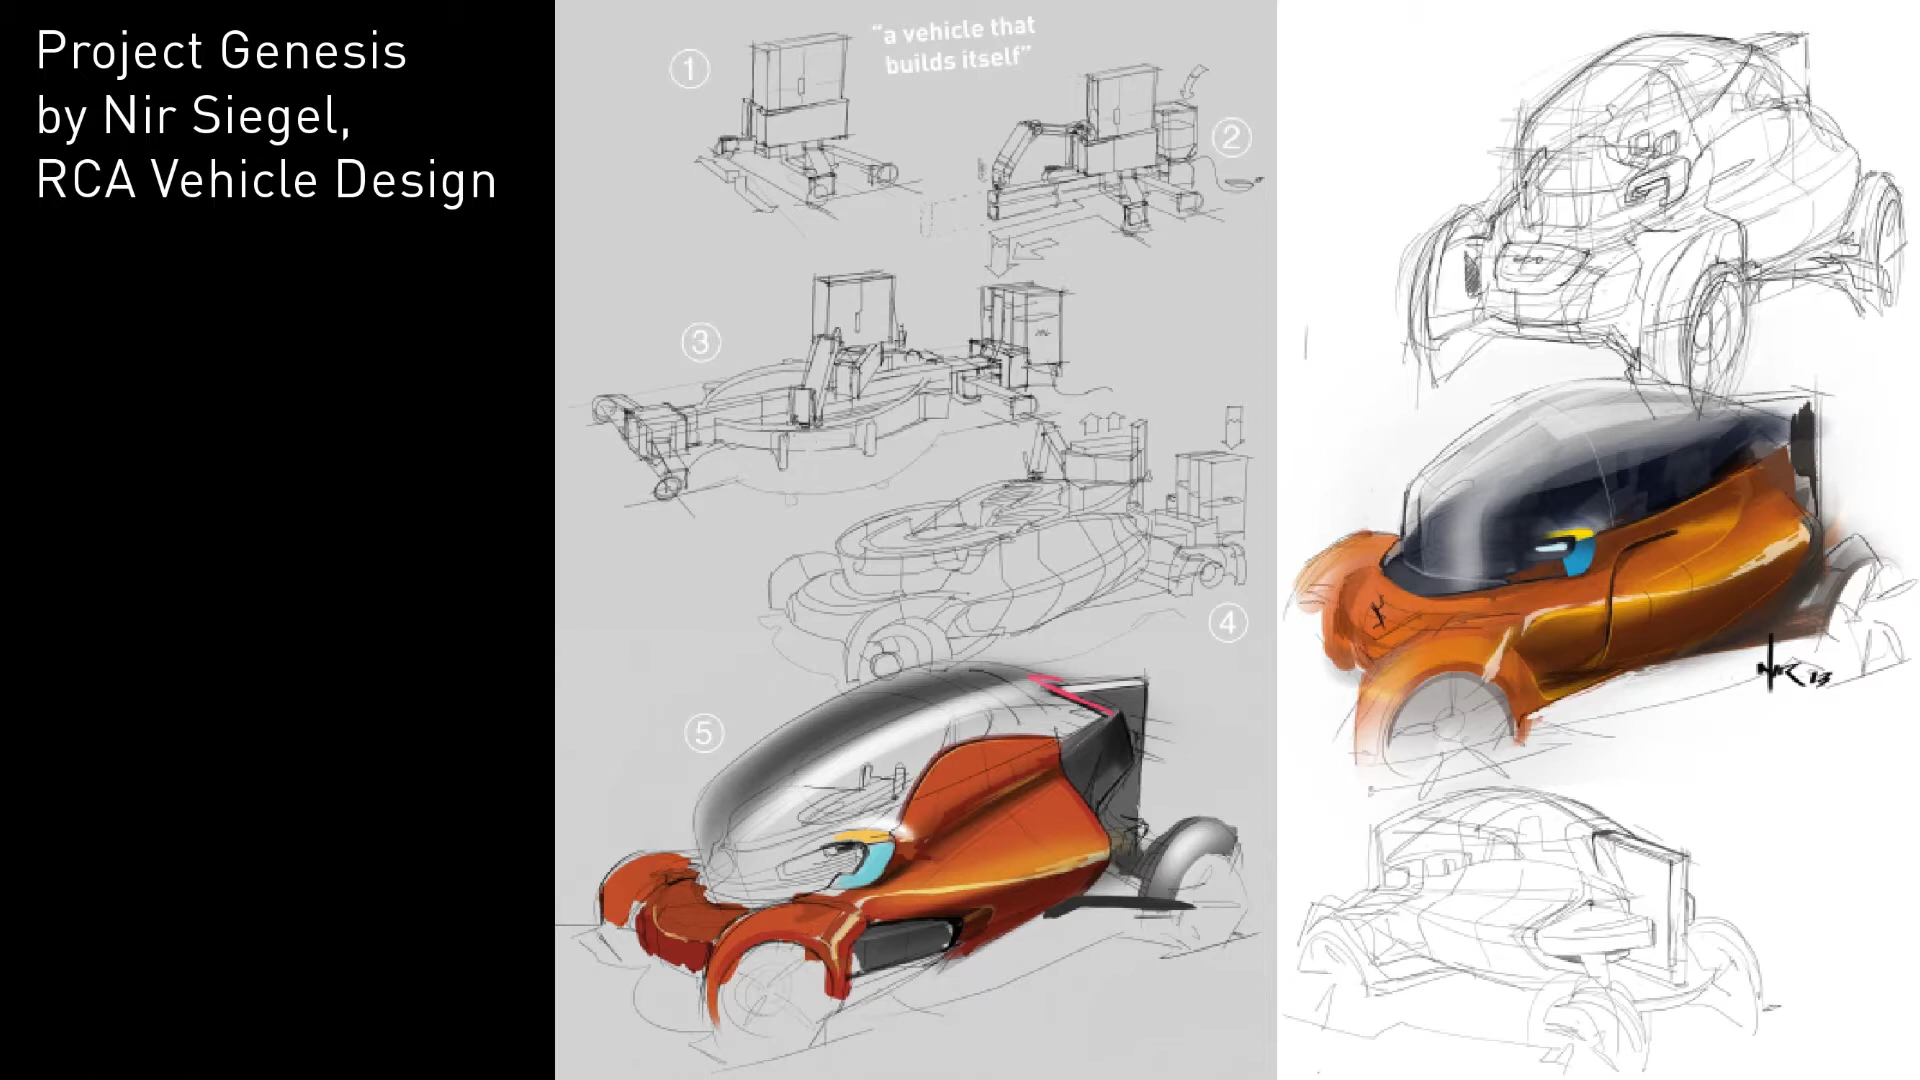 Project Genesis
by Nir Siegel,
RCA Vehicle Design
“a vehicle that
builds itself”
1
2
3
4
5